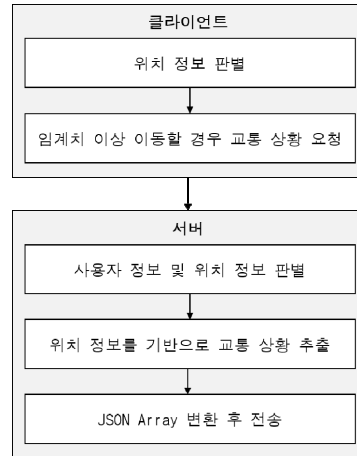 클라이언트
위치 정보 판별
임계치 이상 이동할 경우 교통 상황 요청
서버
사용자 정보 및 위치 정보 판별
위치 정보를 기반으로 교통 상황 추출
JSON Array 변환 후 전송